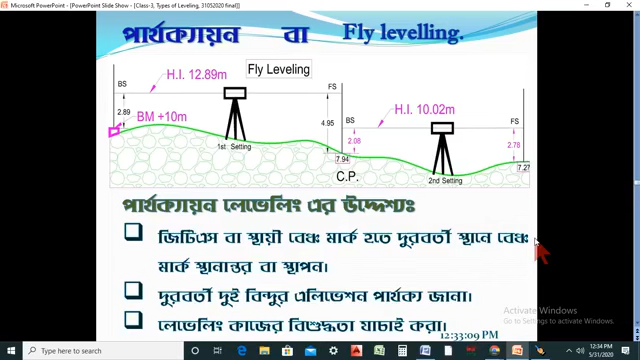 PowerPoint Slide Show - [Class-3, Types of Leveling, 31052020 final]
পার্থক্যায়ন বা Fly levelling.
H.I. 12.89m
Fly Leveling
BS
FS
H.I. 10.02m
2.89
BM +10m
4.95
BS
FS
2.08
2.78
1st Setting
7.94
7.27
C.P.
2nd Setting
পার্থক্যায়ন লেভেলিং এর উদ্দেশ্যঃ
জিটিএস বা স্থায়ী বেঞ্চ মার্ক হতে দুরবর্তী স্থানে বেঞ্চ
মার্ক স্থানান্তর বা স্থাপন।
দুরবর্তী দুই বিন্দুর এলিভেশন পার্থক্য জানা।
Activate Windows
Go to Settings to activate Windows.
লেভেলিং কাজের বিশুদ্ধতা যাচাই করা।
12:33:09 PM
Type here to search
12:34 PM
5/31/2020